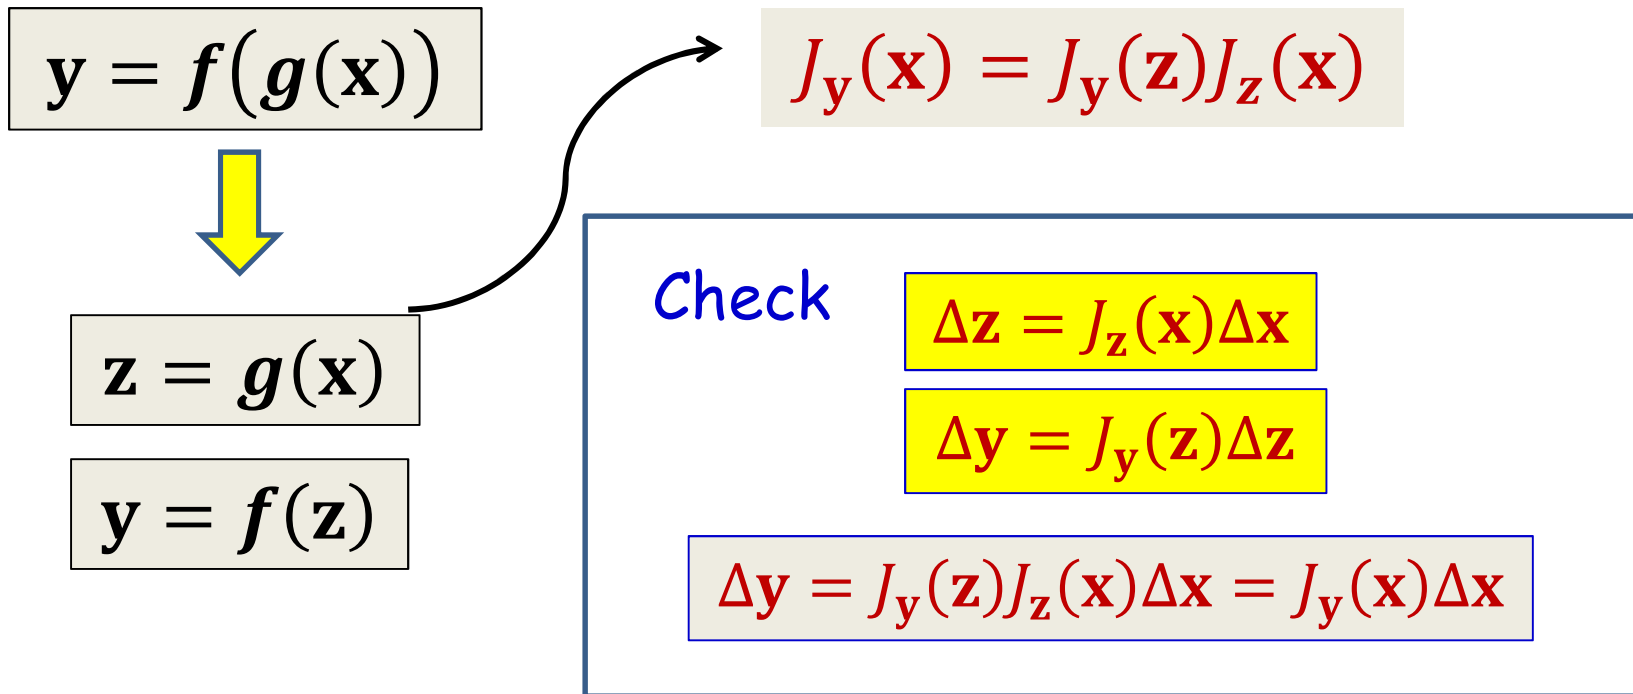 𝐲 = 𝒇(𝒈(𝐱))
J_𝐲(𝐱) = J_𝐲(𝐳)J_𝒛(𝐱)
𝐳 = 𝒈(𝐱)
𝐲 = 𝒇(𝐳)
Check
Δ𝐳 = J_𝐳(𝐱)Δ𝐱
Δ𝐲 = J_𝐲(𝐳)Δ𝐳
Δ𝐲 = J_𝐲(𝐳)J_𝐳(𝐱)Δ𝐱 = J_𝐲(𝐱)Δ𝐱